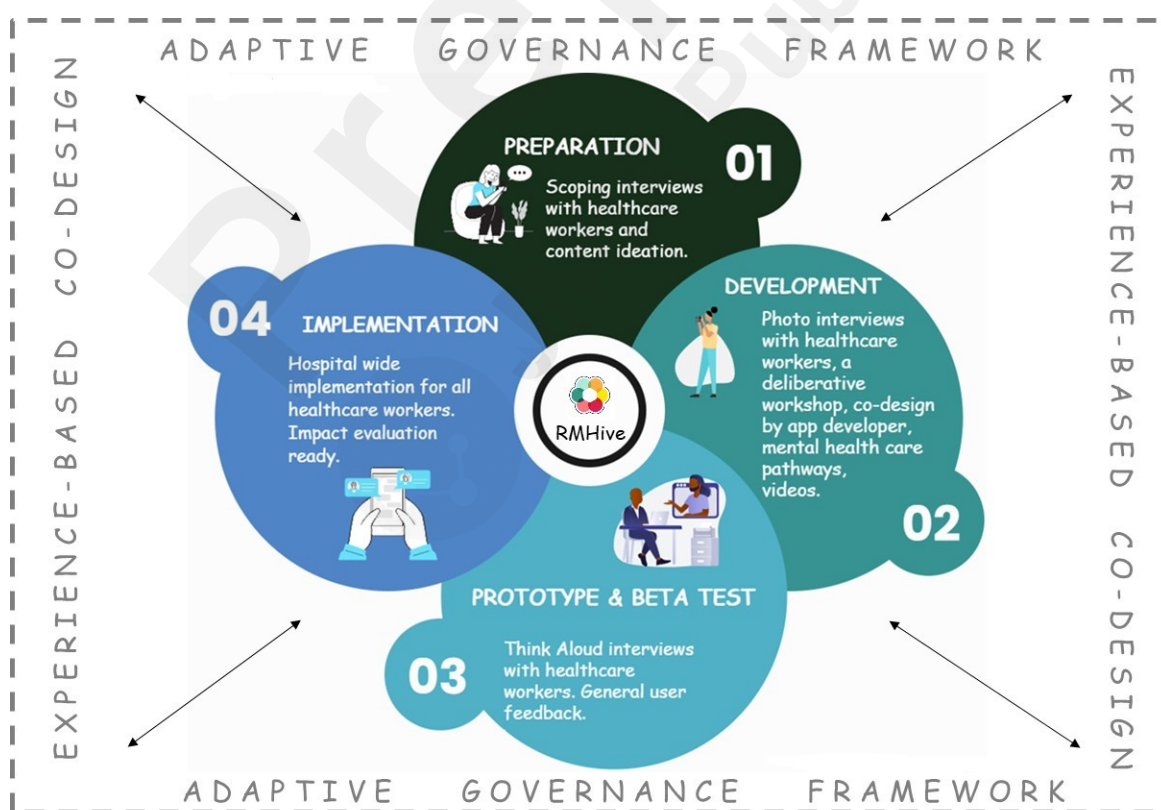 ADAPTIVE GOVERNANCE FRAMEWORK
EXPERIENCE-BASED CO-DESIGN
PREPARATION
01
Scoping interviews
with healthcare
workers and
content ideation.
DEVELOPMENT
Photo interviews
with healthcare
workers, a
deliberative
workshop, co-design
by app developer,
mental health care
pathways,
videos.
02
04
IMPLEMENTATION
Hospital wide
implementation for all
healthcare workers.
Impact evaluation
ready.
RMHive
PROTOTYPE & BETA TEST
03
Think Aloud interviews
with healthcare
workers. General user
feedback.
EXPERIENCE-BASED CO-DESIGN
ADAPTIVE GOVERNANCE FRAMEWORK